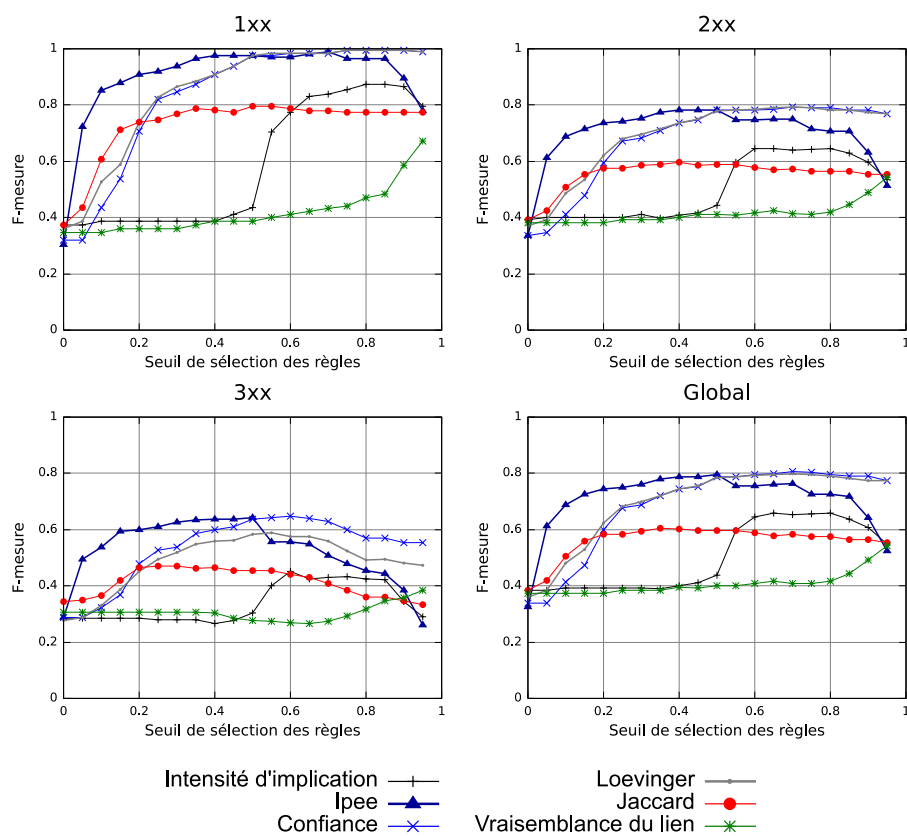 1xx
2xx
1
0.8
0.6
0.4
0.2
0
F-mesure
0
0.2
0.4
0.6
0.8
1
Seuil de sélection des règles
1
0.8
0.6
0.4
0.2
0
F-mesure
0
0.2
0.4
0.6
0.8
1
Seuil de sélection des règles
3xx
Global
1
0.8
0.6
0.4
0.2
0
F-mesure
0
0.2
0.4
0.6
0.8
1
Seuil de sélection des règles
1
0.8
0.6
0.4
0.2
0
F-mesure
0
0.2
0.4
0.6
0.8
1
Seuil de sélection des règles
Intensité d'implication
Ipee
Confiance
Loevinger
Jaccard
Vraisemblance du lien